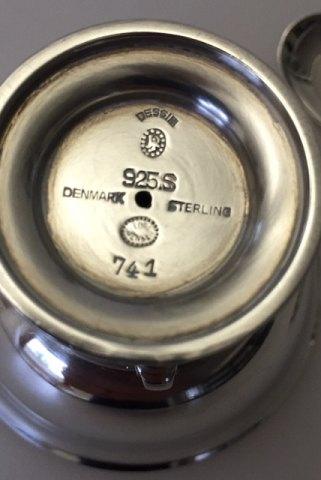 DESSIN
925.S
DENMARK STERLING
741